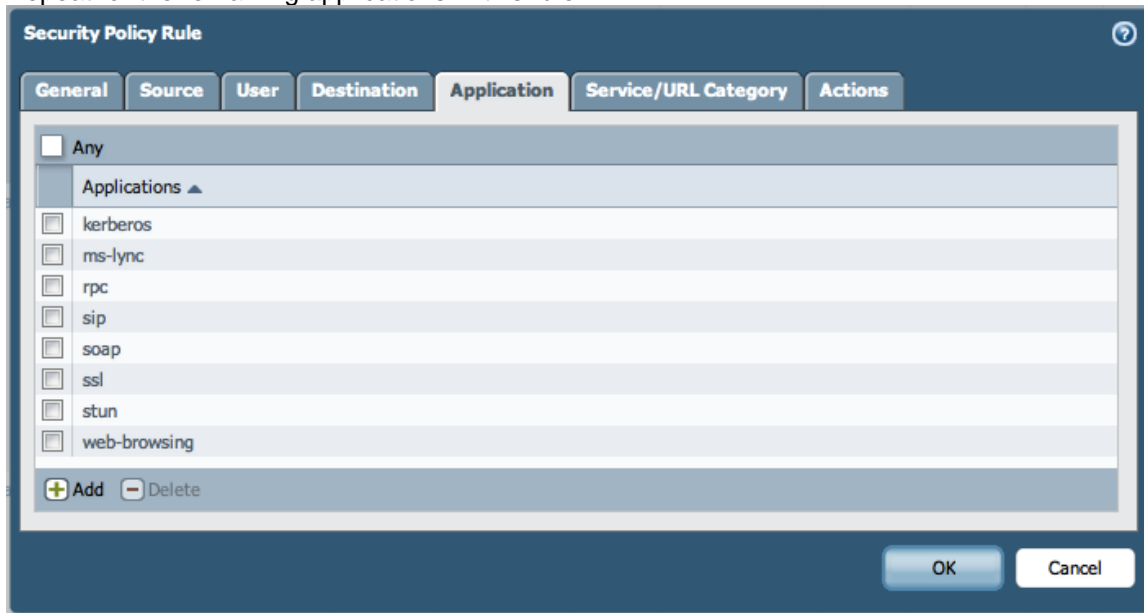 Security Policy Rule
General Source User Destination Application Service/URL Category Actions
Any
Applications
kerberos
ms-lync
rpc
sip
soap
ssl
stun
web-browsing
Add Delete
OK Cancel